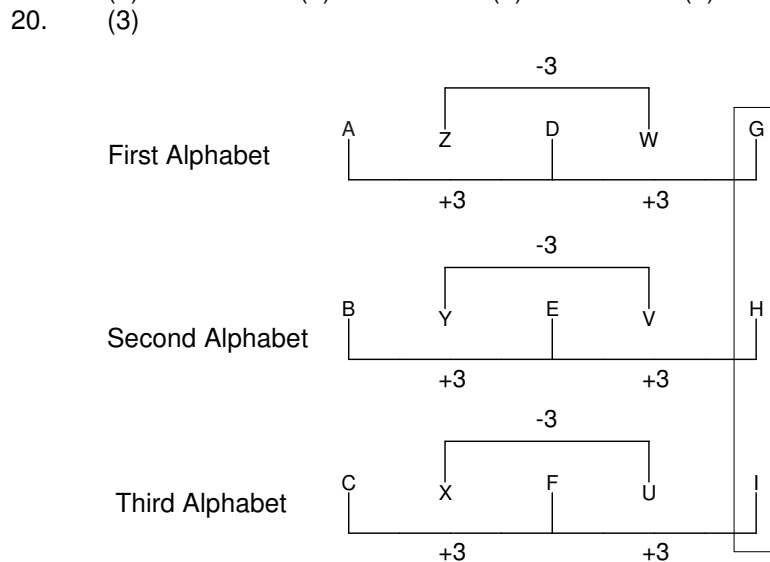 20. (3)
-3
A Z D W G
First Alphabet
+3 +3
-3
B Y E V H
Second Alphabet
+3 +3
-3
C X F U I
Third Alphabet
+3 +3